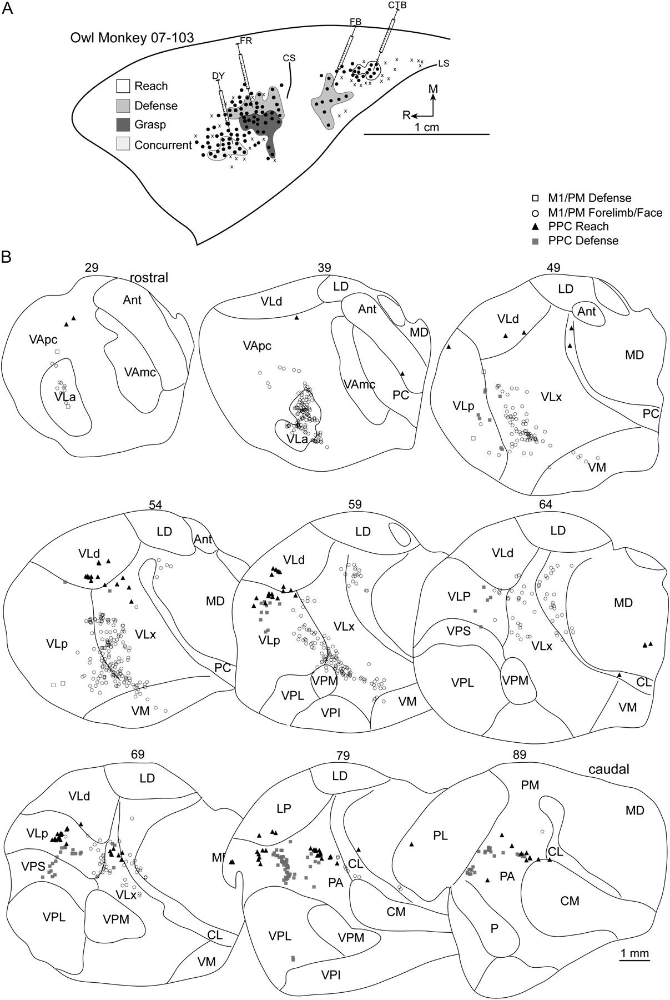 A
CTB
FB
Owl Monkey 07-103
FR
CS
LS
DY
Reach
M
Defense
R
Grasp
1 cm
Concurrent
M1/PM Defense
M1/PM Forelimb/Face
PPC Reach
PPC Defense
B
29
rostral
Ant
VApc
VAmc
VLa
39
LD
VLd
Ant
MD
VApc
VAmc
PC
VLa
49
LD
Ant
VLd
MD
VLp
VLx
PC
VM
54
LD
Ant
VLd
MD
VLx
VLp
PC
VM
59
LD
VLd
VLx
VLp
VPM
VPL
VM
VPI
64
LD
VLd
VLP
MD
VPS
VLx
VPL
VPM
CL
VM
69
LD
VLd
VLp
VPS
VLx
VPL
VPM
CL
VM
79
LD
LP
CL
PA
CM
VPL
VPM
VPI
89
caudal
PM
MD
PL
CL
PA
CM
P
1 mm